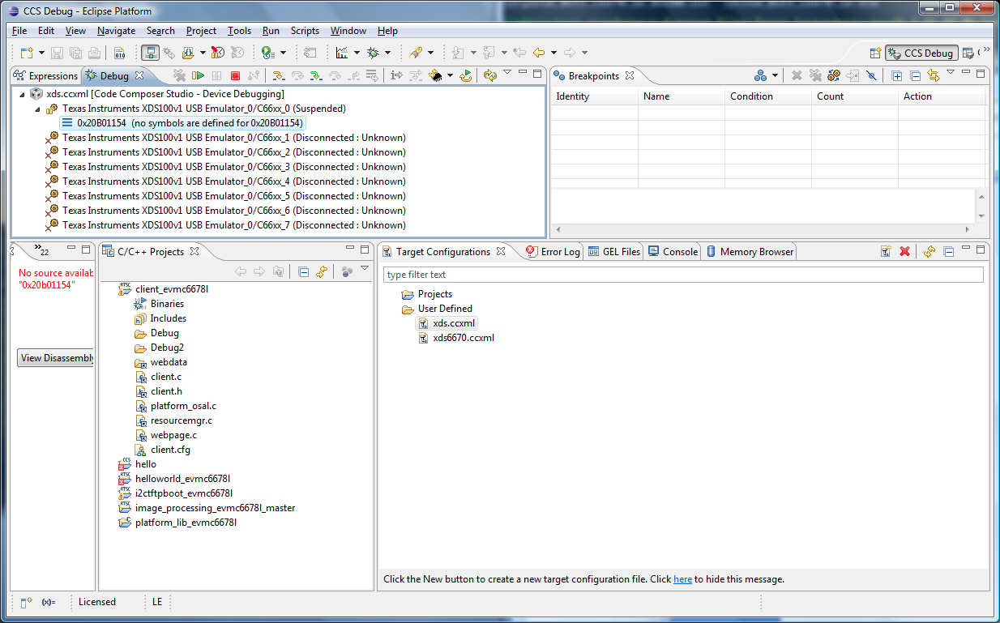 CCS Debug - Eclipse Platform
File Edit View Navigate Search Project Tools Run Scripts Window Help
CCS Debug
Expressions Debug
xds.ccxml [Code Composer Studio - Device Debugging]
Texas Instruments XDS100v1 USB Emulator_0/C66xx_0 (Suspended)
0x20B01154 (no symbols are defined for 0x20B01154)
Texas Instruments XDS100v1 USB Emulator_0/C66xx_1 (Disconnected : Unknown)
Texas Instruments XDS100v1 USB Emulator_0/C66xx_2 (Disconnected : Unknown)
Texas Instruments XDS100v1 USB Emulator_0/C66xx_3 (Disconnected : Unknown)
Texas Instruments XDS100v1 USB Emulator_0/C66xx_4 (Disconnected : Unknown)
Texas Instruments XDS100v1 USB Emulator_0/C66xx_5 (Disconnected : Unknown)
Texas Instruments XDS100v1 USB Emulator_0/C66xx_6 (Disconnected : Unknown)
Texas Instruments XDS100v1 USB Emulator_0/C66xx_7 (Disconnected : Unknown)
Breakpoints
Identity Name Condition Count Action
22
No source availab
"0x20b01154"
View Disassembly
C/C++ Projects
client_evmc6678l
Binaries
Includes
Debug
Debug2
webdata
client.c
client.h
platform_osal.c
resourcemgr.c
webpage.c
client.cfg
hello
helloworld_evmc6678l
i2ctftpboot_evmc6678l
image_processing_evmc6678l_master
platform_lib_evmc6678l
Target Configurations Error Log GEL Files Console Memory Browser
type filter text
Projects
User Defined
xds.ccxml
xds6670.ccxml
Click the New button to create a new target configuration file. Click here to hide this message.
(x)= Licensed LE